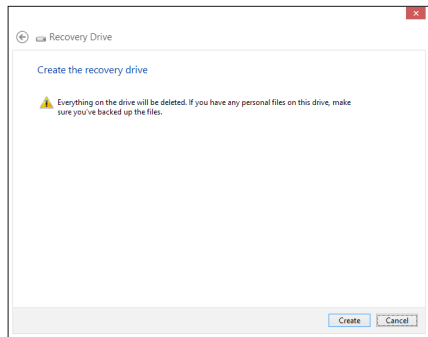 Recovery Drive
Create the recovery drive
Everything on the drive will be deleted. If you have any personal files on this drive, make
sure you've backed up the files.
Create Cancel